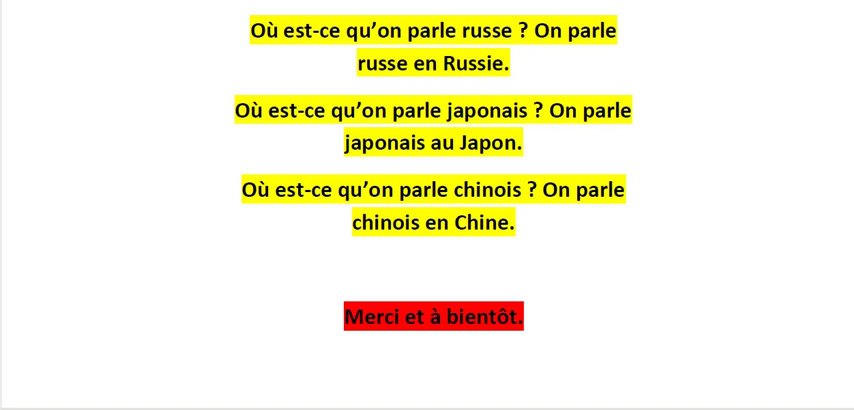 Où est-ce qu’on parle russe ? On parle
russe en Russie.
Où est-ce qu’on parle japonais ? On parle
japonais au Japon.
Où est-ce qu’on parle chinois ? On parle
chinois en Chine.
Merci et à bientôt.